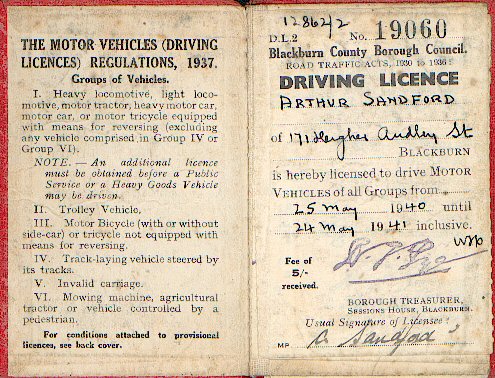 THE MOTOR VEHICLES (DRIVING
LICENCES) REGULATIONS, 1937.
Groups of Vehicles.
I. Heavy locomotive, light loco-
motive, motor tractor, heavy motor car,
motor car, or motor tricycle equipped
with means for reversing (excluding
any vehicle comprised in Group IV or
Group VI).
NOTE. — An additional licence
must be obtained before a Public
Service or a Heavy Goods Vehicle
may be driven.
II. Trolley Vehicle,
III. Motor Bicycle (with or without
side-car) or tricycle not equipped with
means for reversing.
IV. Track-laying vehicle steered by
its tracks.
V. Invalid carriage.
VI. Mowing machine, agricultural
tractor or vehicle controlled by a
pedestrian.
For conditions attached to provisional
licences, see back cover.
D.L.2 No. 19060
Blackburn County Borough Council.
ROAD TRAFFIC ACTS, 1930 to 1936:
DRIVING LICENCE
ARTHUR SANDFORD
of 171 Higher Audley St
BLACKBURN
is hereby licensed to drive MOTOR
VEHICLES of all Groups from
25 May 1940 until
24 May 1941 inclusive.
Fee of
5/-
received.
BOROUGH TREASURER,
SESSIONS HOUSE, BLACKBURN.
Usual Signature of Licensee
MP A Sandford